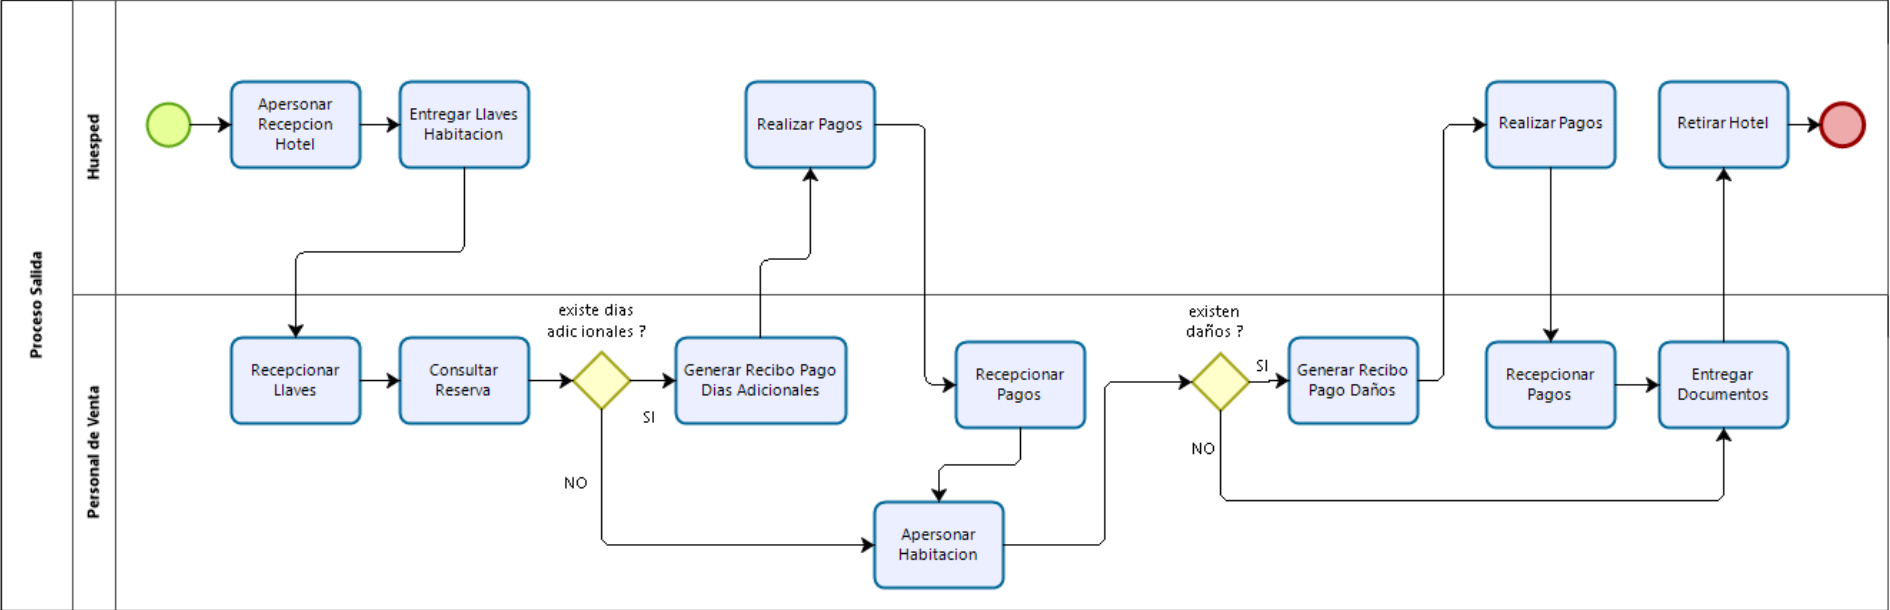 Proceso Salida
Huesped
Apersonar
Recepcion
Hotel
Entregar Llaves
Habitacion
Realizar Pagos
Realizar Pagos
Retirar Hotel
Personal de Venta
Recepcionar
Llaves
Consultar
Reserva
existe dias
adic ionales ?
SI
NO
Generar Recibo Pago
Dias Adicionales
Recepcionar
Pagos
Apersonar
Habitacion
existen
daños ?
SI
NO
Generar Recibo
Pago Daños
Recepcionar
Pagos
Entregar
Documentos